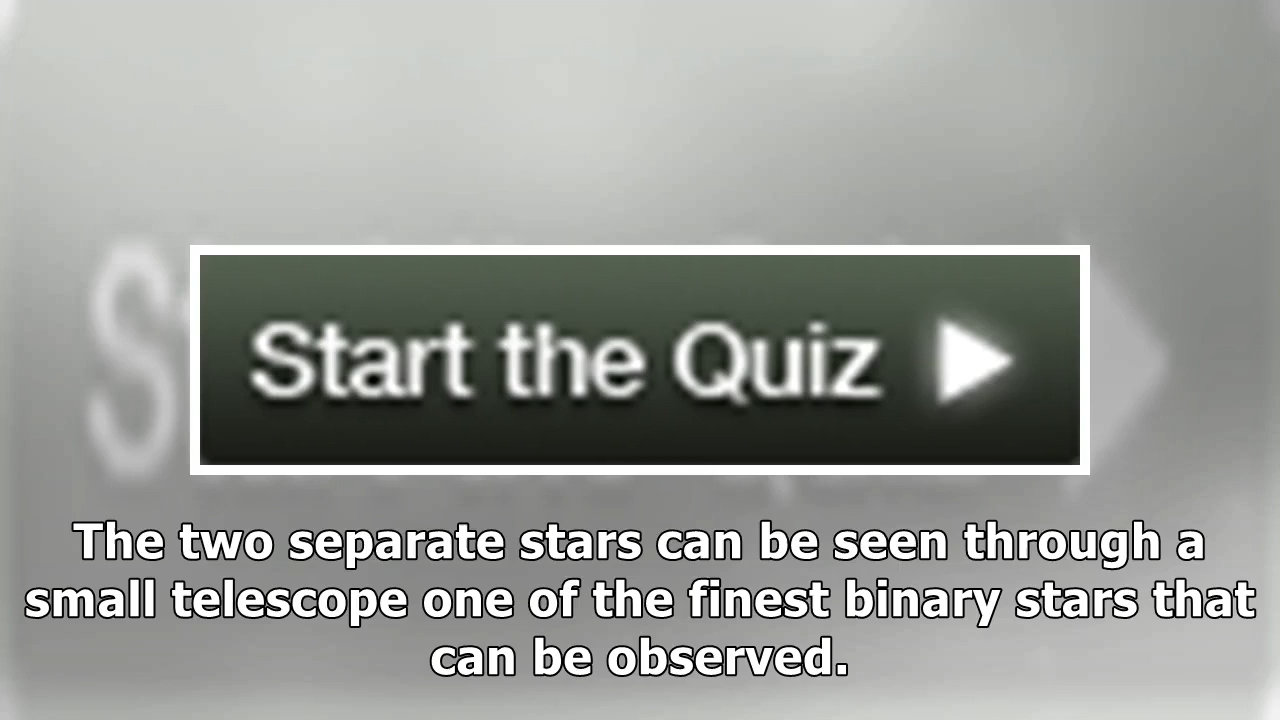 Start the Quiz
The two separate stars can be seen through a
small telescope one of the finest binary stars that
can be observed.